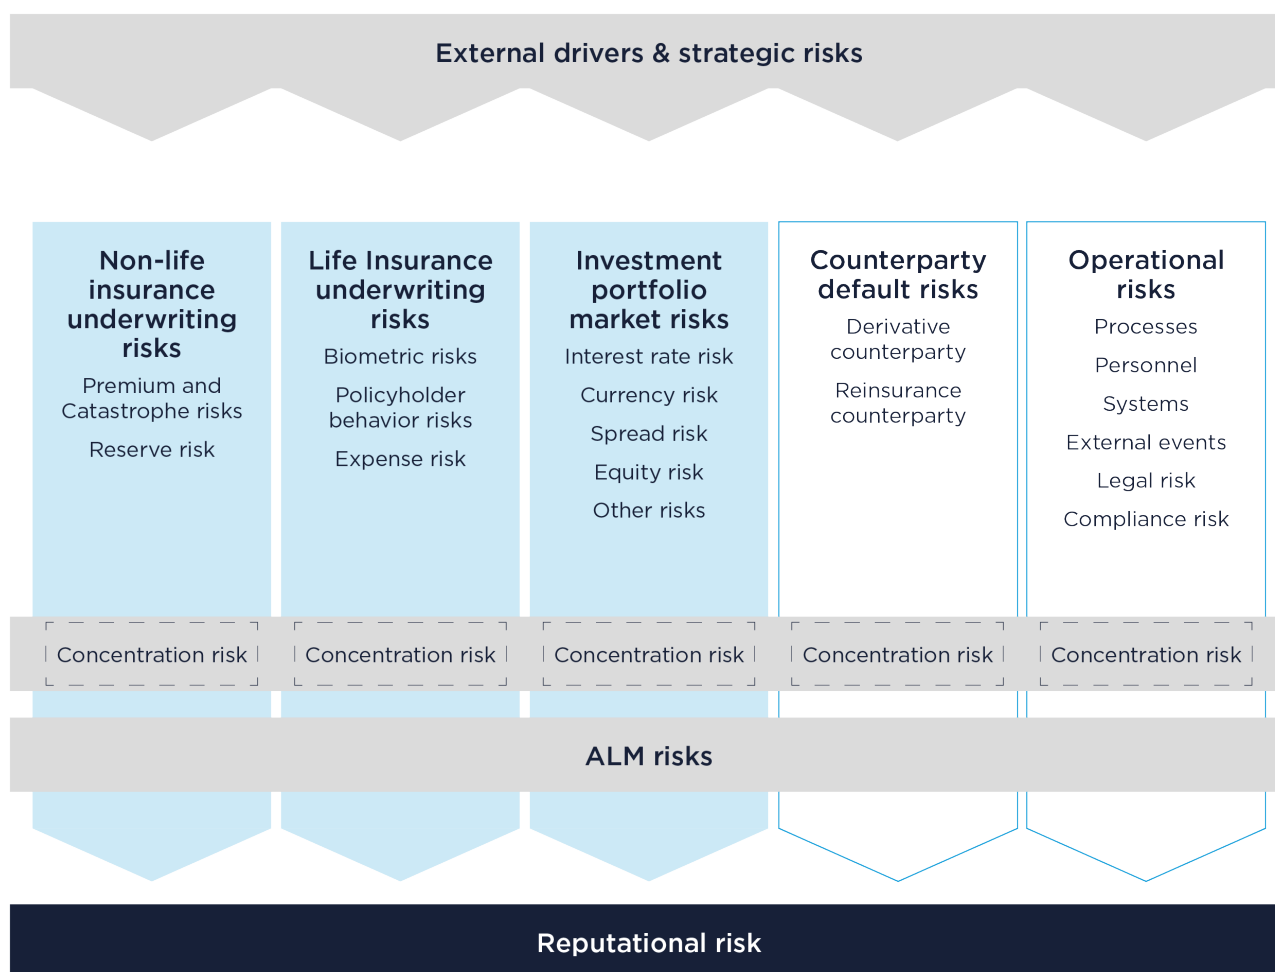 External drivers & strategic risks
Non-life
insurance
underwriting
risks
Premium and
Catastrophe risks
Reserve risk
Life Insurance
underwriting
risks
Biometric risks
Policyholder
behavior risks
Expense risk
Investment
portfolio
market risks
Interest rate risk
Currency risk
Spread risk
Equity risk
Other risks
Counterparty
default risks
Derivative
counterparty
Reinsurance
counterparty
Operational
risks
Processes
Personnel
Systems
External events
Legal risk
Compliance risk
Concentration risk
Concentration risk
Concentration risk
Concentration risk
Concentration risk
ALM risks
Reputational risk